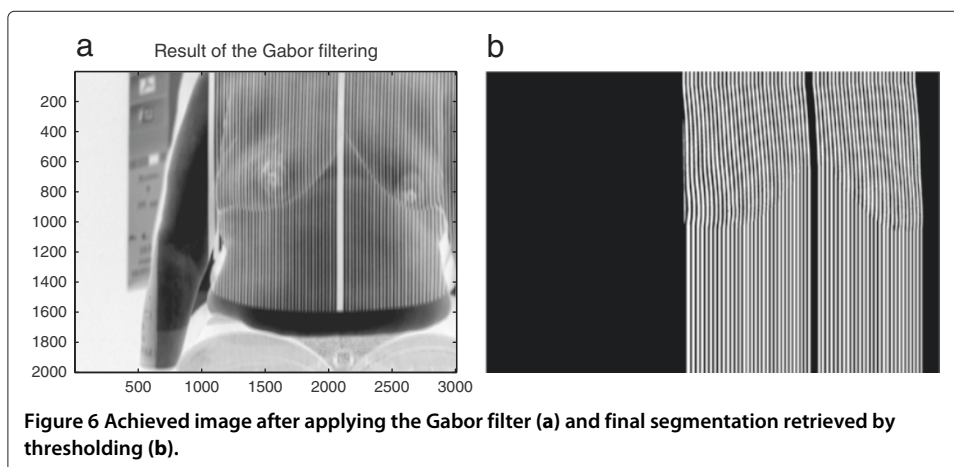 a
Result of the Gabor filtering
b
200
400
600
800
1000
1200
1400
1600
1800
2000
500 1000 1500 2000 2500 3000
Figure 6 Achieved image after applying the Gabor filter (a) and final segmentation retrieved by
thresholding (b).